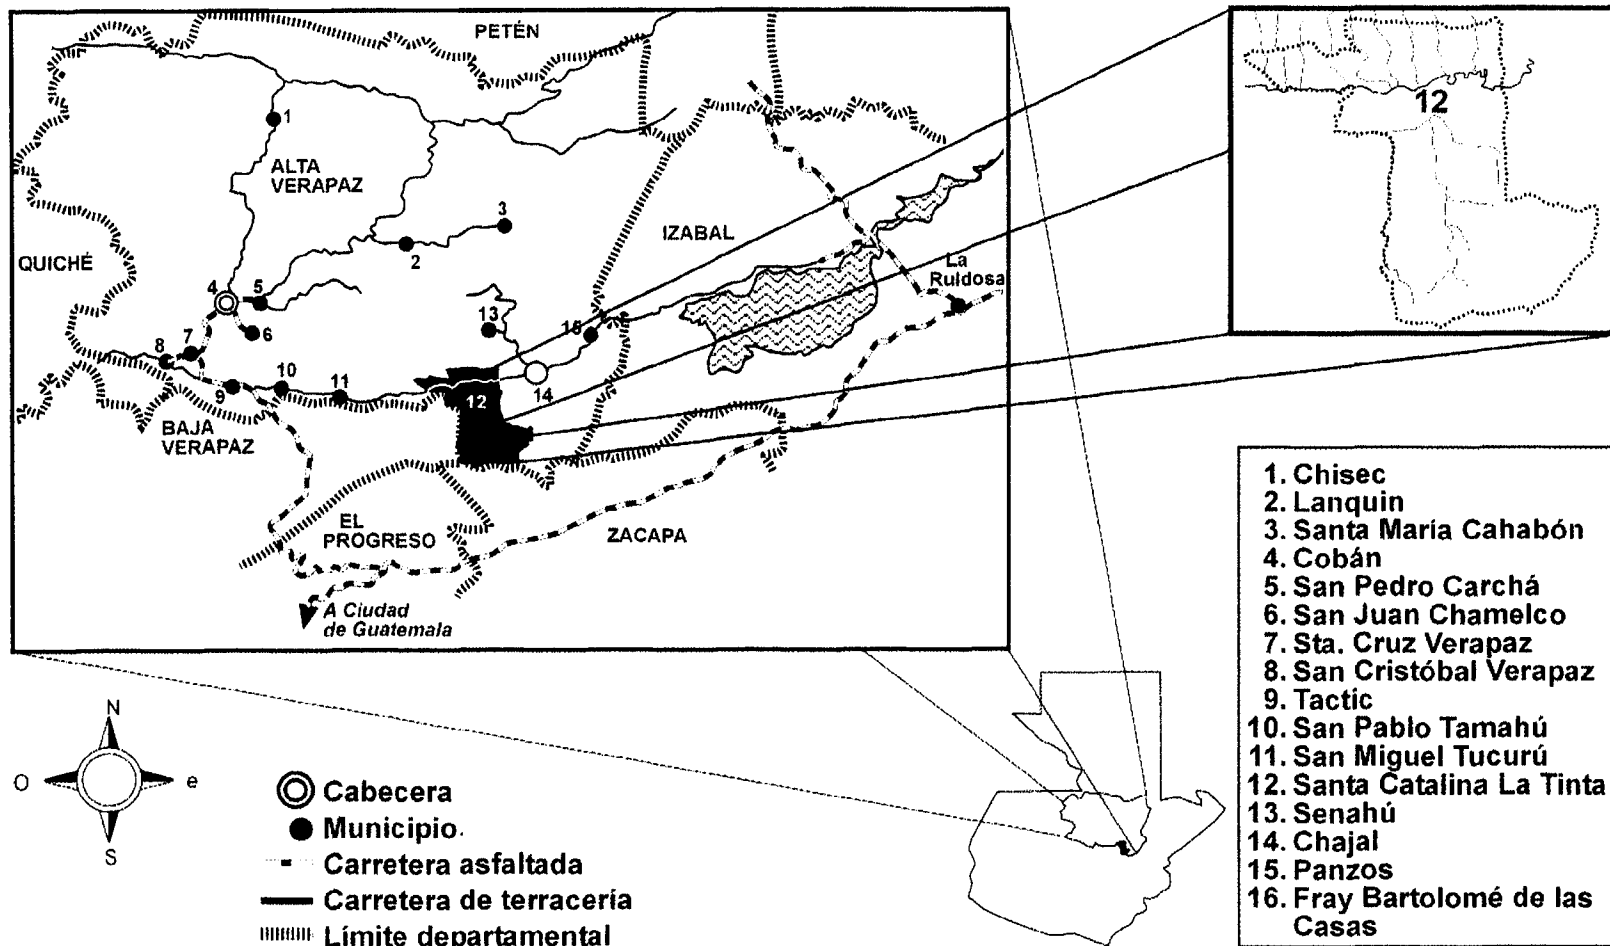 PETÉN
12
1
ALTA
VERAPAZ
3
IZABAL
2
QUICHÉ
La
Ruidosa
4
5
13
15
6
7
8
10
11
12
14
9
BAJA
VERAPAZ
EL
PROGRESO
ZACAPA
A Ciudad
de Guatemala
1. Chisec
2. Lanquin
3. Santa María Cahabón
4. Cobán
5. San Pedro Carchá
6. San Juan Chamelco
7. Sta. Cruz Verapaz
8. San Cristóbal Verapaz
9. Tactic
10. San Pablo Tamahú
11. San Miguel Tucurú
12. Santa Catalina La Tinta
13. Senahú
14. Chajal
15. Panzos
16. Fray Bartolomé de las
Casas
N
O
e
S
Cabecera
Municipio.
Carretera asfaltada
Carretera de terracería
Límite departamental